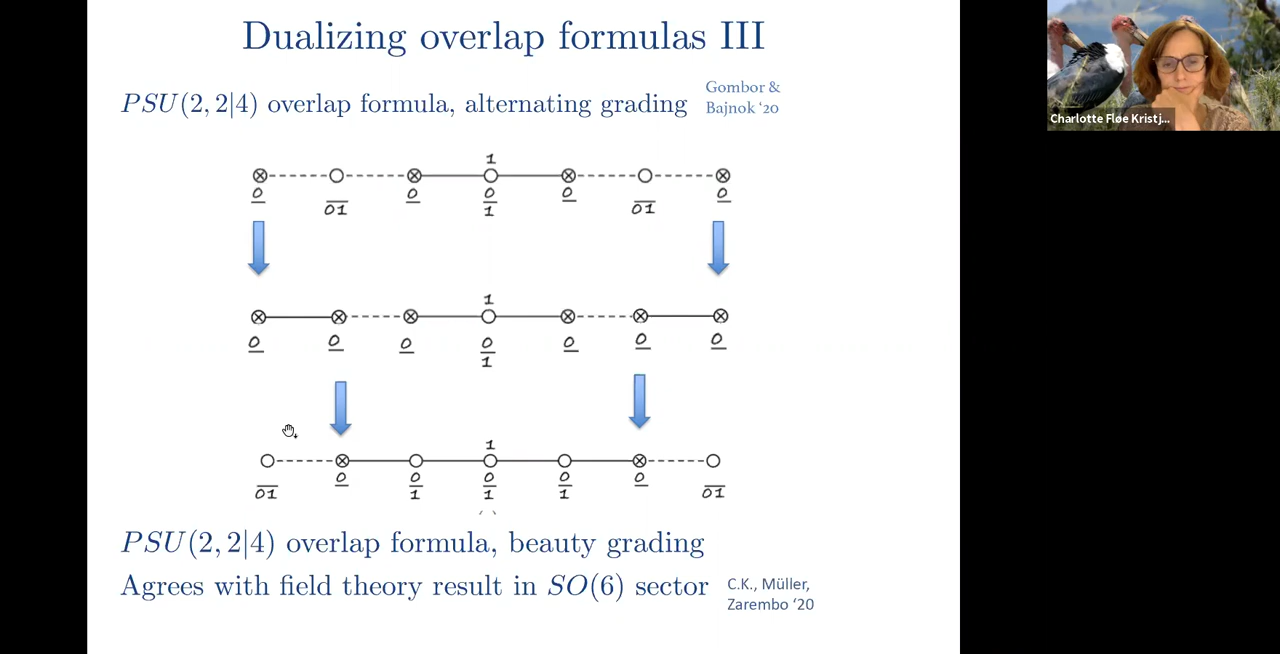 Dualizing overlap formulas III
PSU(2, 2|4) overlap formula, alternating grading
Gombor &
Bajnok '20
Charlotte Fløe Kristj...
1
0 0 0 0 0
01 1 01
1
0 0 0 0 0 0 0
1
1
0 0 0 0 0
01 1 1 1 01
PSU(2, 2|4) overlap formula, beauty grading
Agrees with field theory result in SO(6) sector
C.K., Müller,
Zarembo '20